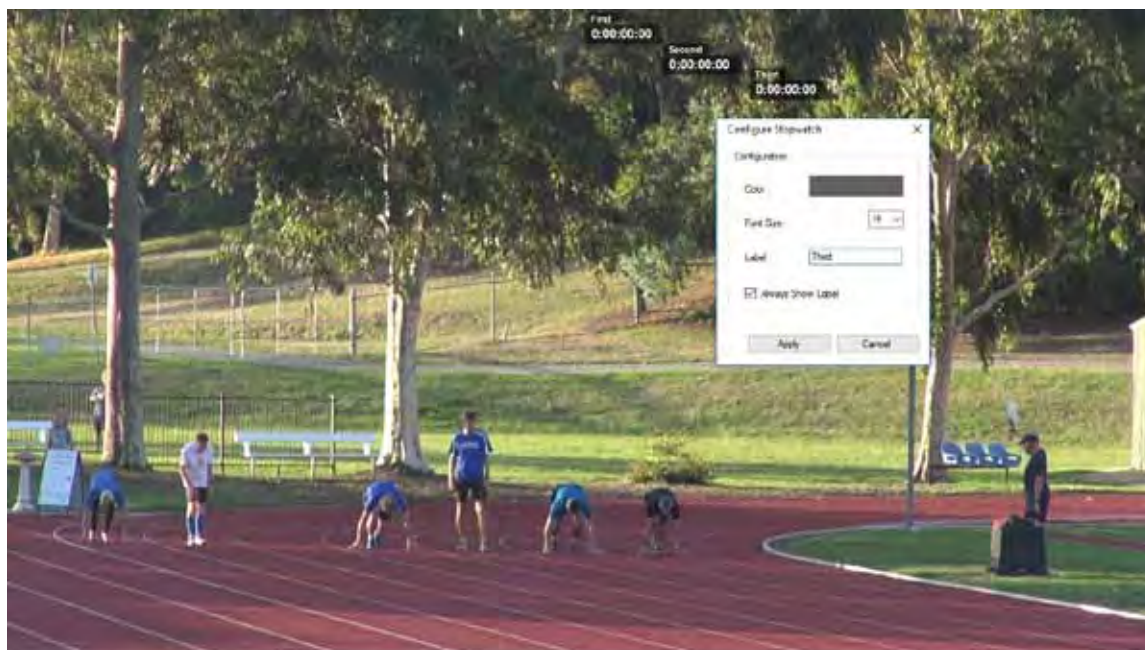 First
0:00:00:00
Second
0:00:00:00
Third
0:00:00:00
Configure Stopwatch
Configuration
Color
Font Size
Label
Third
Always Show Label
Apply
Cancel